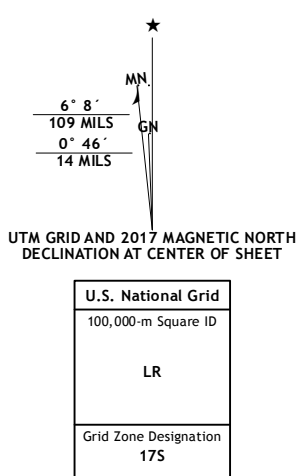 ★
MN
6° 8´
109 MILS
GN
0° 46´
14 MILS
UTM GRID AND 2017 MAGNETIC NORTH
DECLINATION AT CENTER OF SHEET
U.S. National Grid
100,000-m Square ID
LR
Grid Zone Designation
17S